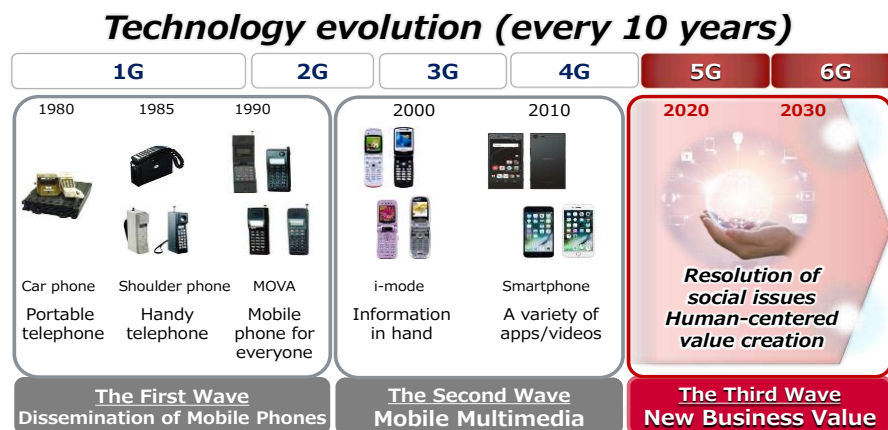 Technology evolution (every 10 years)
1G
2G
3G
4G
5G
6G
1980
1985
1990
2000
2010
2020
2030
Car phone
Shoulder phone
MOVA
i-mode
Smartphone
Portable
telephone
Handy
telephone
Mobile
phone for
everyone
Information
in hand
A variety of
apps/videos
Resolution of
social issues
Human-centered
value creation
The First Wave
Dissemination of Mobile Phones
The Second Wave
Mobile Multimedia
The Third Wave
New Business Value